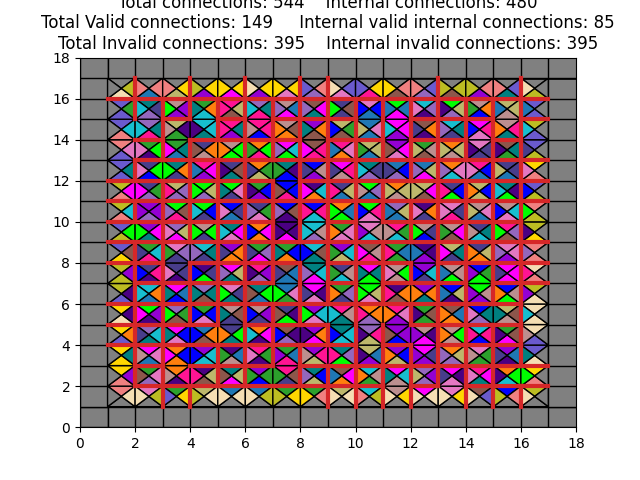 Total connections: 544    Internal connections: 480
Total Valid connections: 149    Internal valid internal connections: 85
Total Invalid connections: 395    Internal invalid connections: 395
18
16
14
12
10
8
6
4
2
0
0 2 4 6 8 10 12 14 16 18